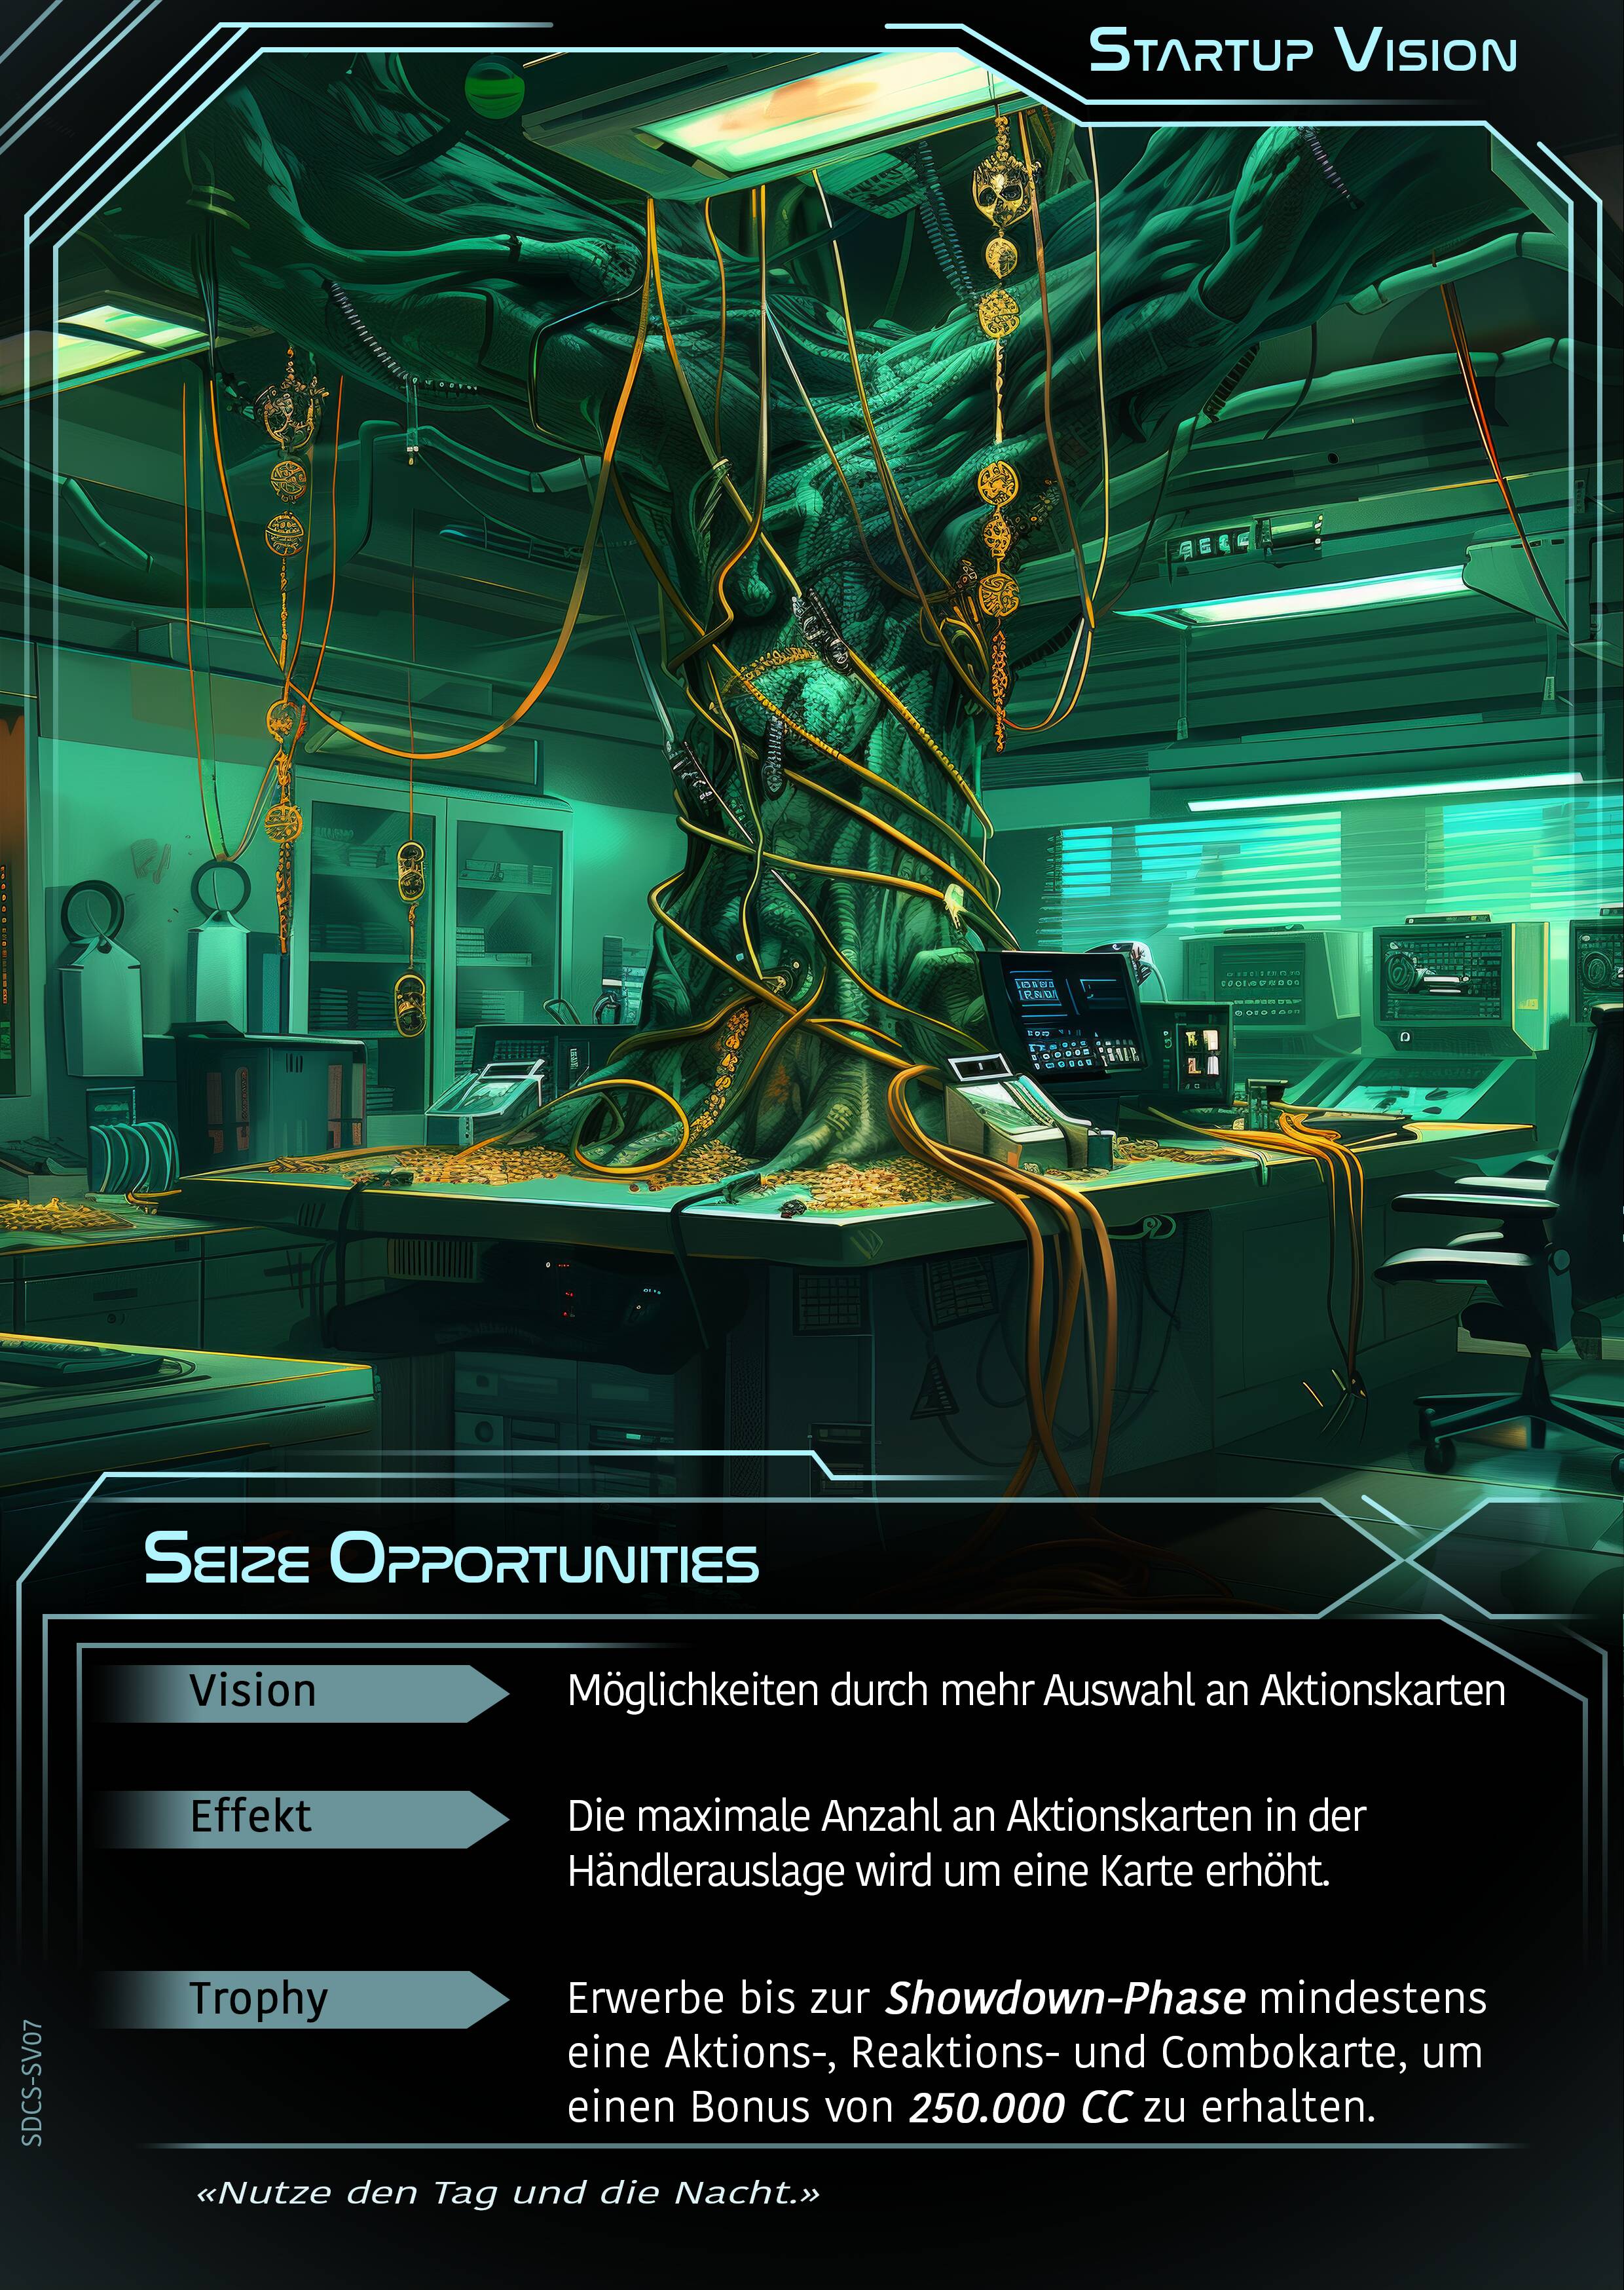 Startup Vision
Seize Opportunities
Vision
Möglichkeiten durch mehr Auswahl an Aktionskarten
Effekt
Die maximale Anzahl an Aktionskarten in der
Händlerauslage wird um eine Karte erhöht.
Trophy
Erwerbe bis zur Showdown-Phase mindestens
eine Aktions-, Reaktions- und Combokarte, um
einen Bonus von 250.000 CC zu erhalten.
SDCS-SV07
«Nutze den Tag und die Nacht.»